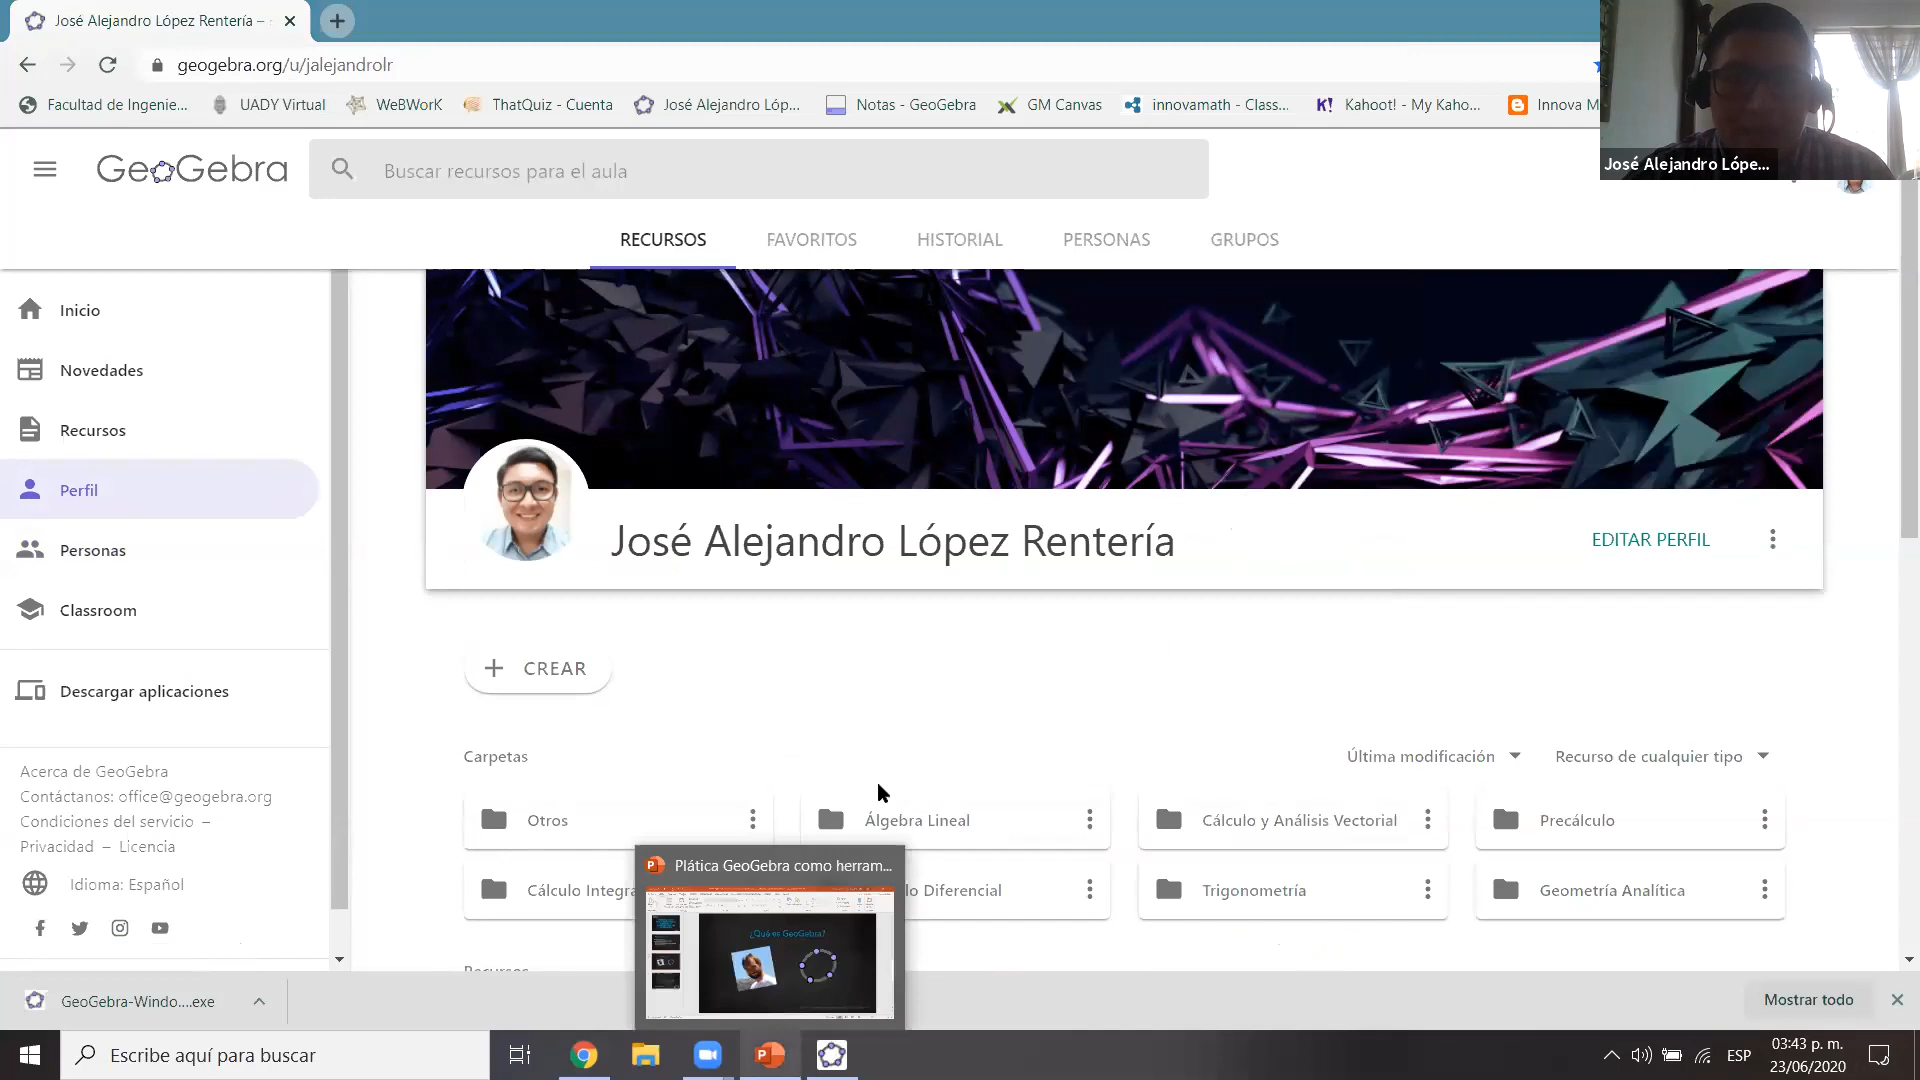 José Alejandro López Rentería –
geogebra.org/u/jalejandrolr
Facultad de Ingenie...
UADY Virtual
WeBWorK
ThatQuiz - Cuenta
José Alejandro Lóp...
Notas - GeoGebra
GM Canvas
innovamath - Class...
Kahoot! - My Kaho...
Innova M
José Alejandro Lópe...
GeoGebra
Buscar recursos para el aula
RECURSOS
FAVORITOS
HISTORIAL
PERSONAS
GRUPOS
Inicio
Novedades
Recursos
Perfil
Personas
Classroom
Descargar aplicaciones
Acerca de GeoGebra
Contáctanos: office@geogebra.org
Condiciones del servicio –
Privacidad – Licencia
Idioma: Español
José Alejandro López Rentería
EDITAR PERFIL
CREAR
Carpetas
Última modificación
Recurso de cualquier tipo
Otros
Álgebra Lineal
Cálculo y Análisis Vectorial
Precálculo
Cálculo Integra
lo Diferencial
Trigonometría
Geometría Analítica
Recursos
Plática GeoGebra como herram...
¿Qué es GeoGebra?
GeoGebra-Windo....exe
Mostrar todo
Escribe aquí para buscar
ESP
03:43 p. m.
23/06/2020